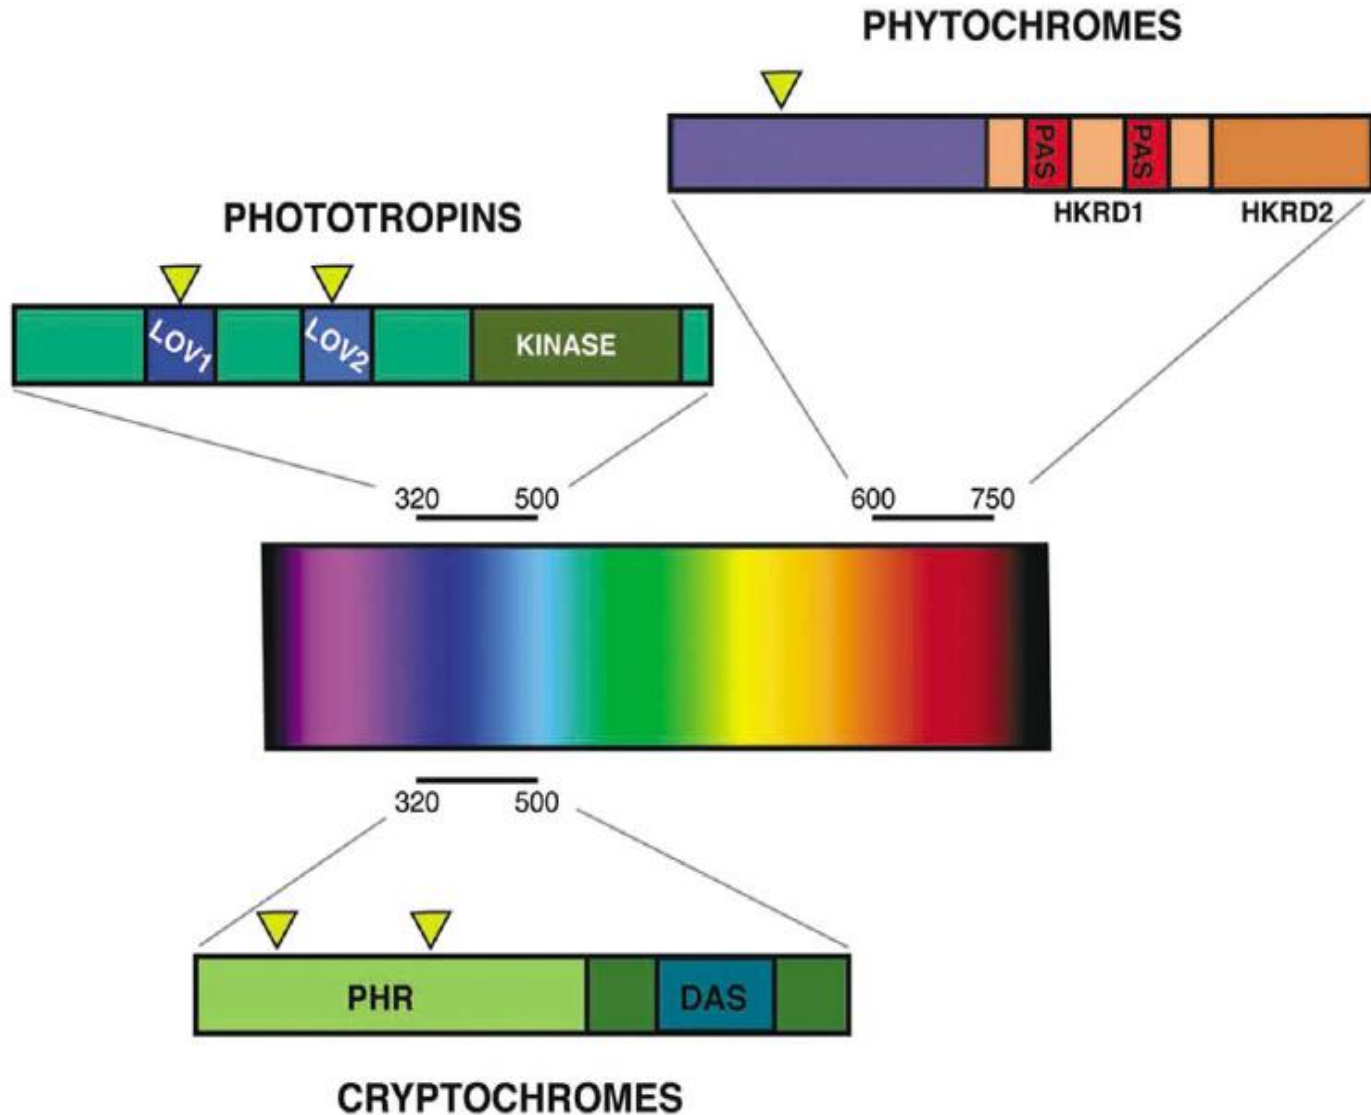 PHYTOCHROMES
PAS
PAS
HKRD1
HKRD2
PHOTOTROPINS
LOV1
LOV2
KINASE
320 500
600 750
320 500
PHR
DAS
CRYPTOCHROMES